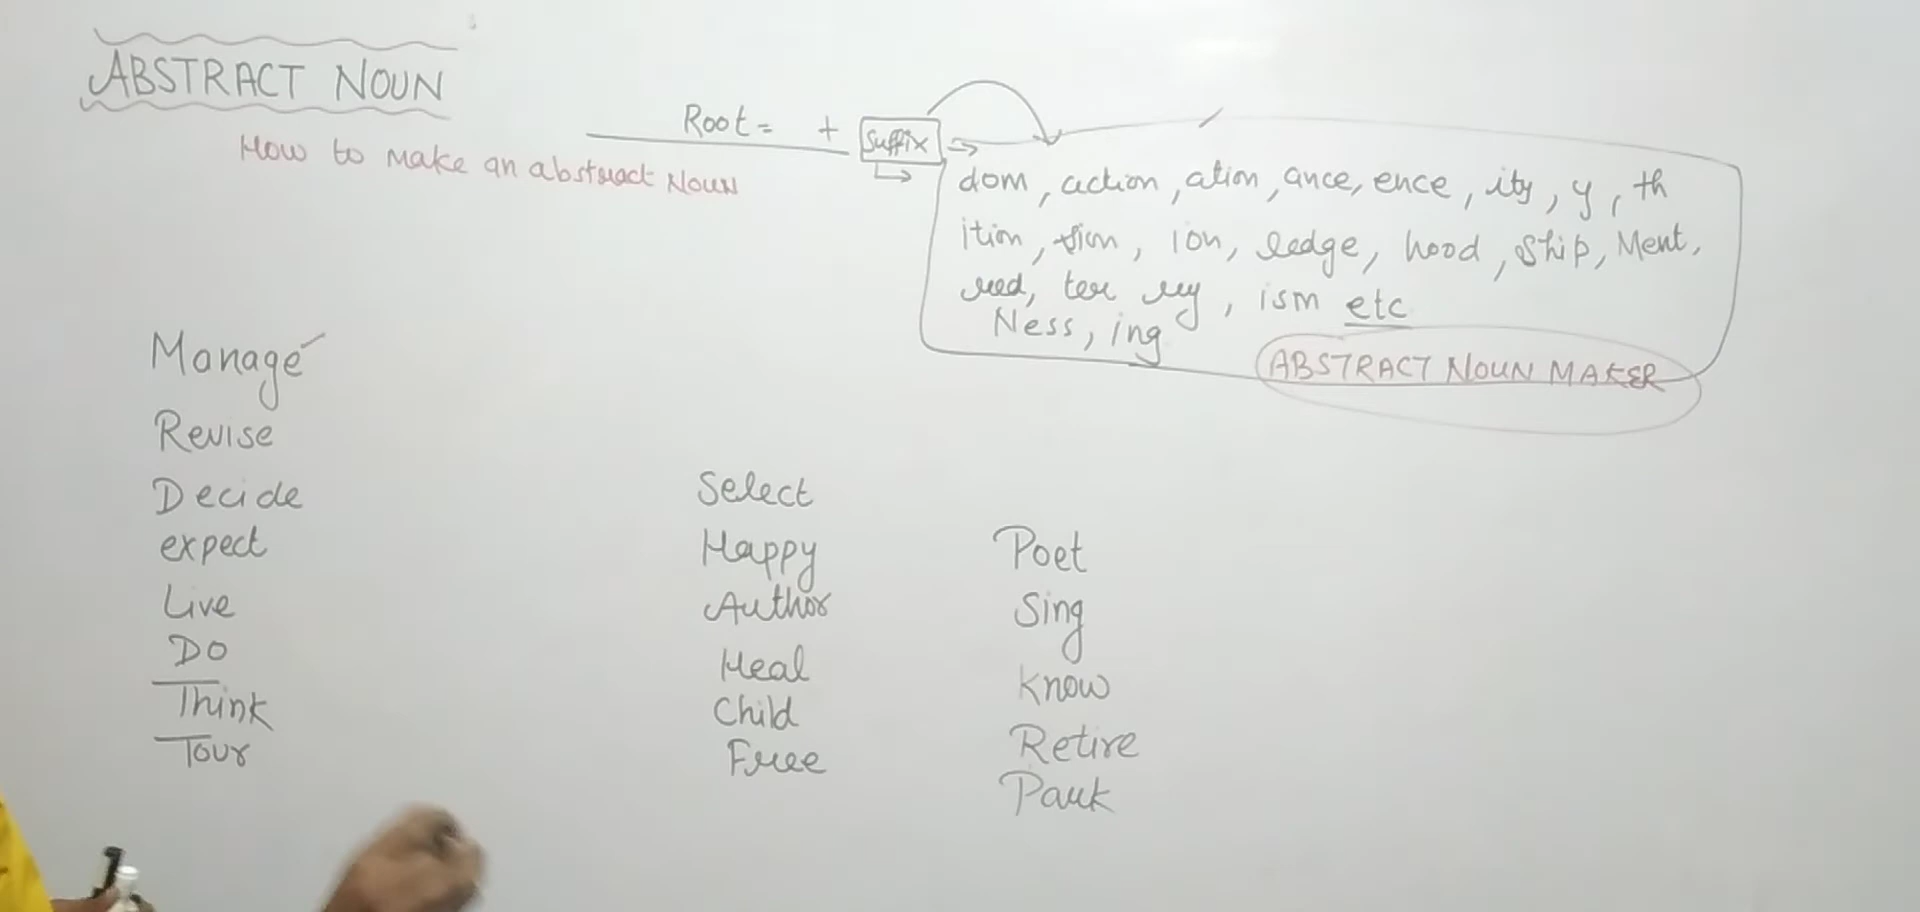 ABSTRACT NOUN
How to make an abstract Noun
Root = + Suffix
dom, action, ation, ance, ence, ity, y, th
ition, sion, ion, ledge, hood, ship, Ment,
red, ter ry, ism etc
Ness, ing
ABSTRACT NOUN MAKER
Manage
Revise
Decide
expect
Live
Do
Think
Tour
Select
Happy
Author
Heal
Child
Free
Poet
Sing
Know
Retire
Park